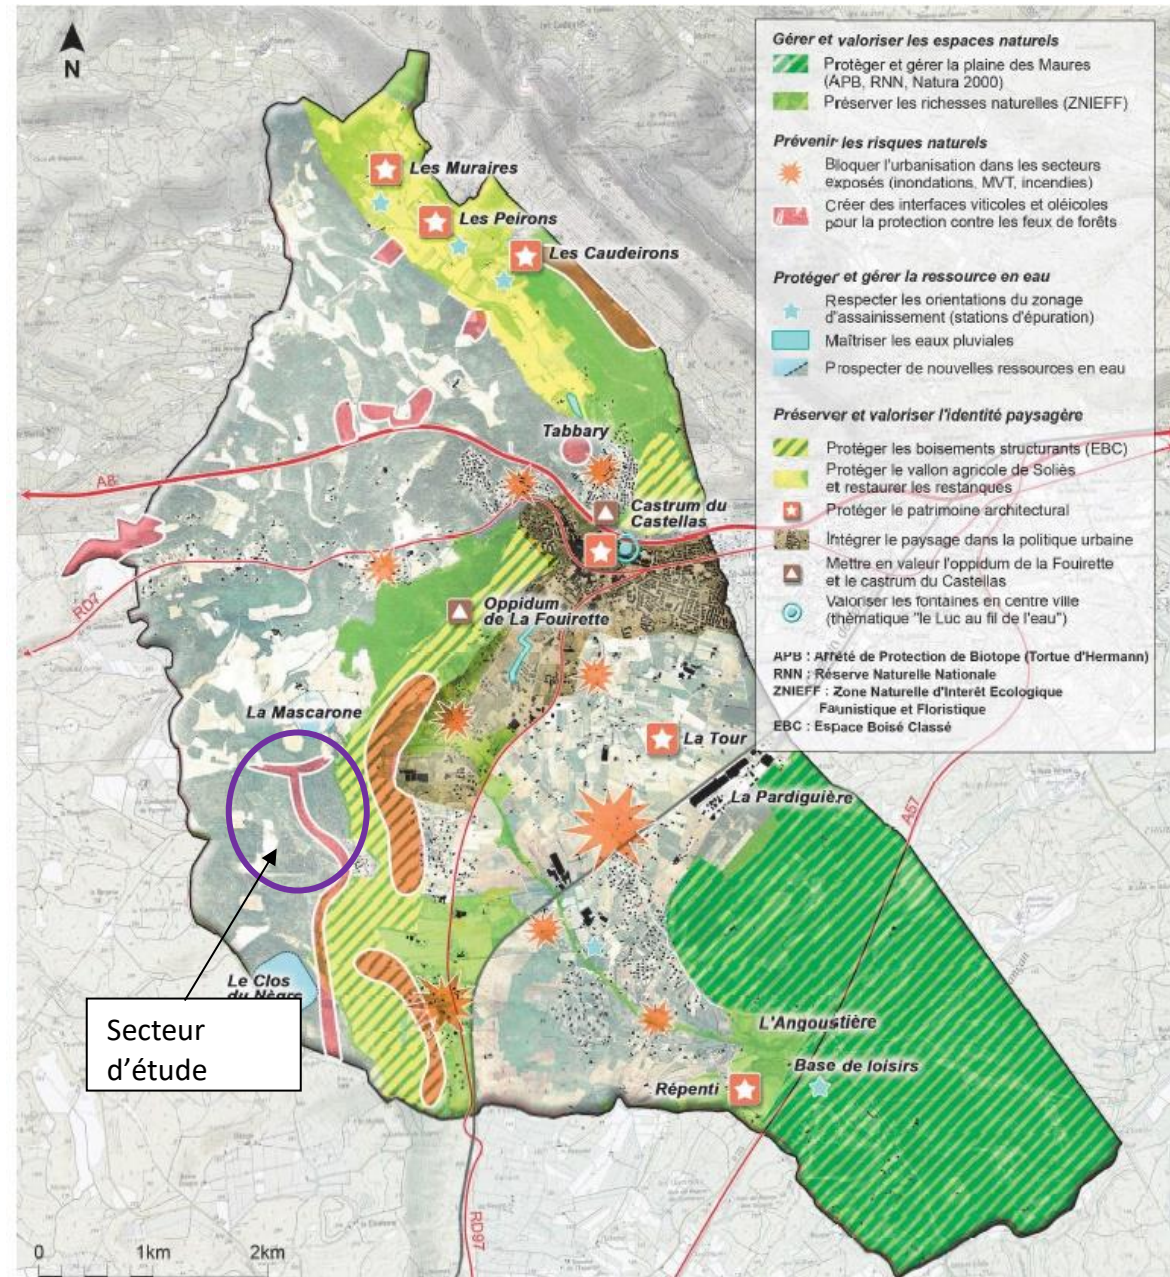 N
Gérer et valoriser les espaces naturels
Protéger et gérer la plaine des Maures
(APB, RNN, Natura 2000)
Préserver les richesses naturelles (ZNIEFF)
Prévenir les risques naturels
Bloquer l'urbanisation dans les secteurs
exposés (inondations, MVT, incendies)
Créer des interfaces viticoles et oléicoles
pour la protection contre les feux de forêts
Protéger et gérer la ressource en eau
Respecter les orientations du zonage
d'assainissement (stations d'épuration)
Maîtriser les eaux pluviales
Prospecter de nouvelles ressources en eau
Préserver et valoriser l'identité paysagère
Protéger les boisements structurants (EBC)
Protéger le vallon agricole de Soliès
et restaurer les restanques
Protéger le patrimoine architectural
Intégrer le paysage dans la politique urbaine
Mettre en valeur l'oppidum de la Fouirette
et le castrum du Castellas
Valoriser les fontaines en centre ville
(thématique "le Luc au fil de l'eau")
APB : Arrêté de Protection de Biotope (Tortue d'Hermann)
RNN : Réserve Naturelle Nationale
ZNIEFF : Zone Naturelle d'Intérêt Ecologique
Faunistique et Floristique
EBC : Espace Boisé Classé
Les Muraires
Les Peirons
Les Caudeirons
Tabbary
A8
Castrum du
Castellas
RD7
Oppidum
de La Fouirette
La Mascarone
La Tour
La Pardiguière
A57
Le Clos
du Nègre
Secteur
d'étude
L'Angoustière
Base de loisirs
Répenti
RD97
0 1km 2km